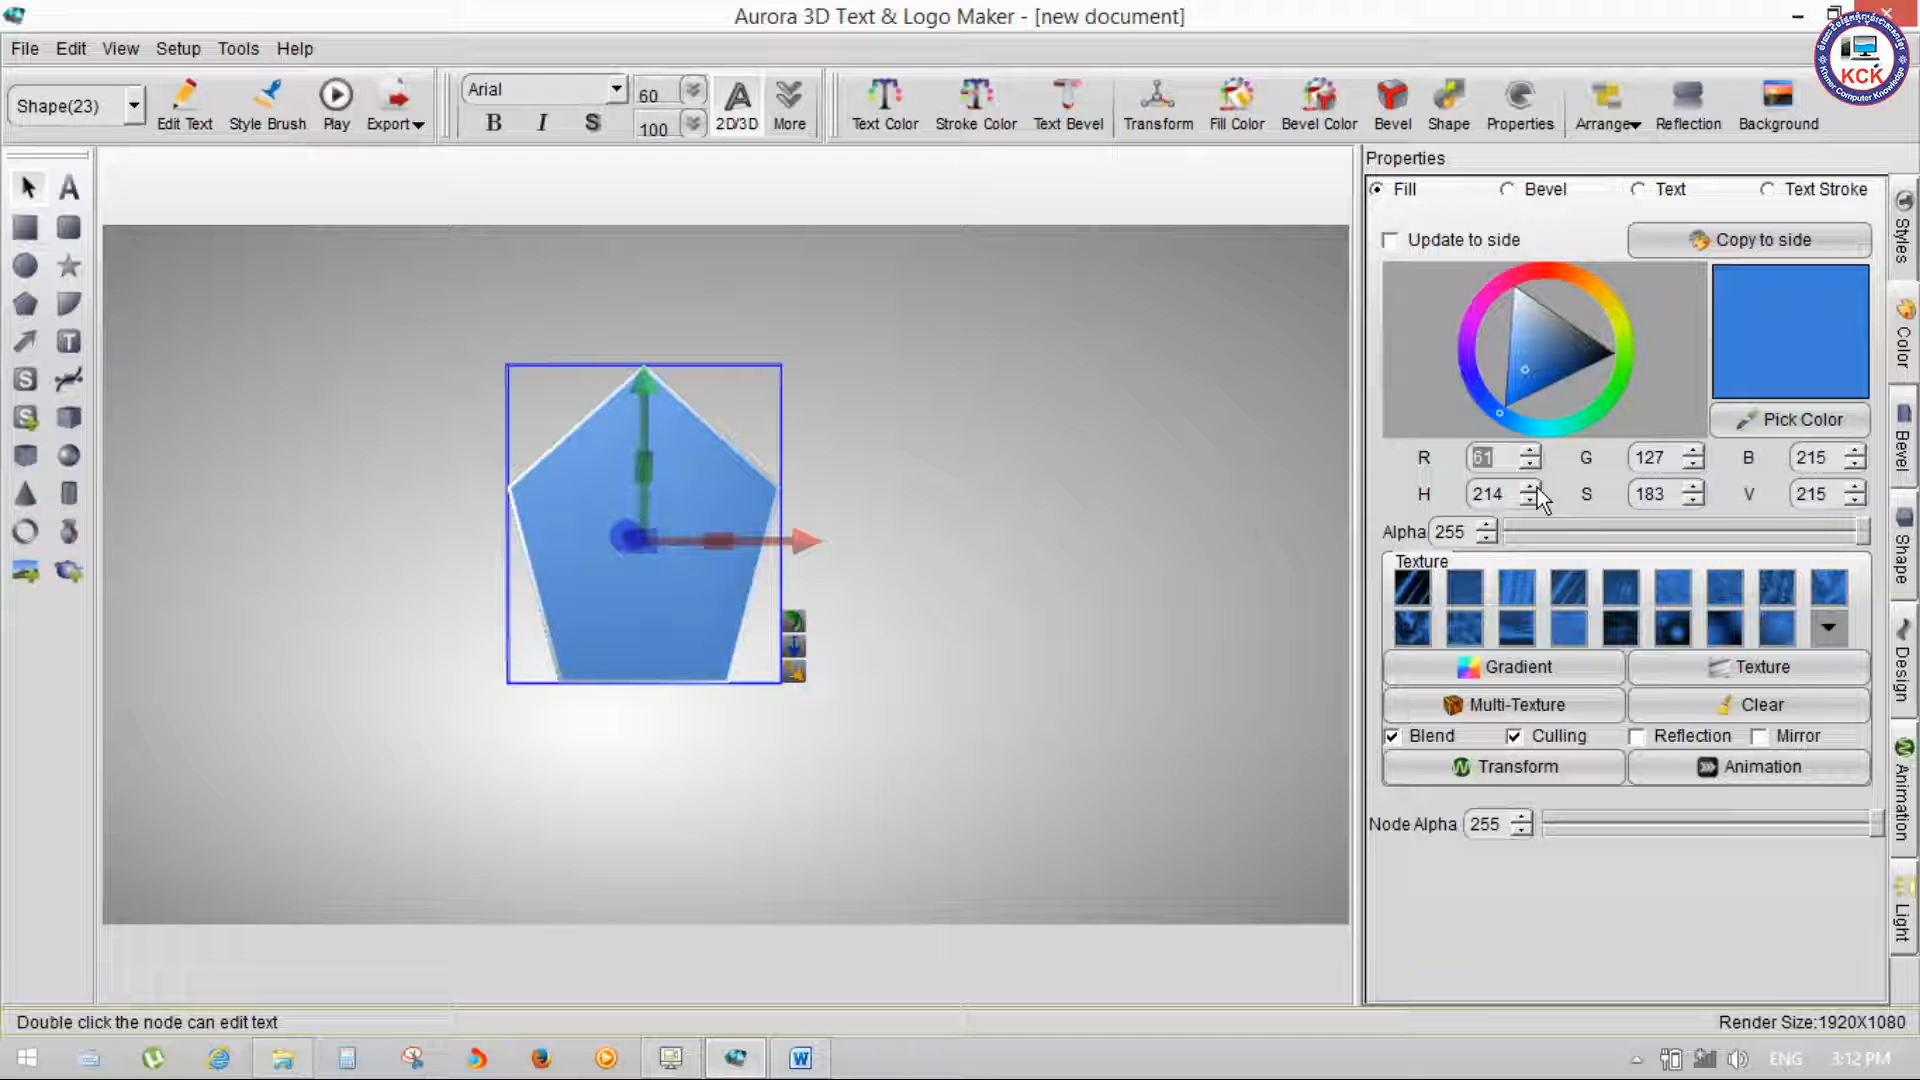 Aurora 3D Text & Logo Maker - [new document]
File Edit View Setup Tools Help
KCK
Khmer Computer Knowledge
Shape(23)
Edit Text Style Brush Play Export
Arial 60
B I S 100
2D/3D More
Text Color Stroke Color Text Bevel Transform Fill Color Bevel Color Bevel Shape Properties Arrange Reflection Background
Properties
Fill Bevel Text Text Stroke
Update to side Copy to side
Pick Color
R 61 G 127 B 215
H 214 S 183 V 215
Alpha 255
Texture
Gradient Texture
Multi-Texture Clear
Blend Culling Reflection Mirror
Transform Animation
Node Alpha 255
Styles
Color
Bevel
Shape
Design
Animation
Light
Double click the node can edit text
Render Size:1920X1080
ENG 3:12 PM